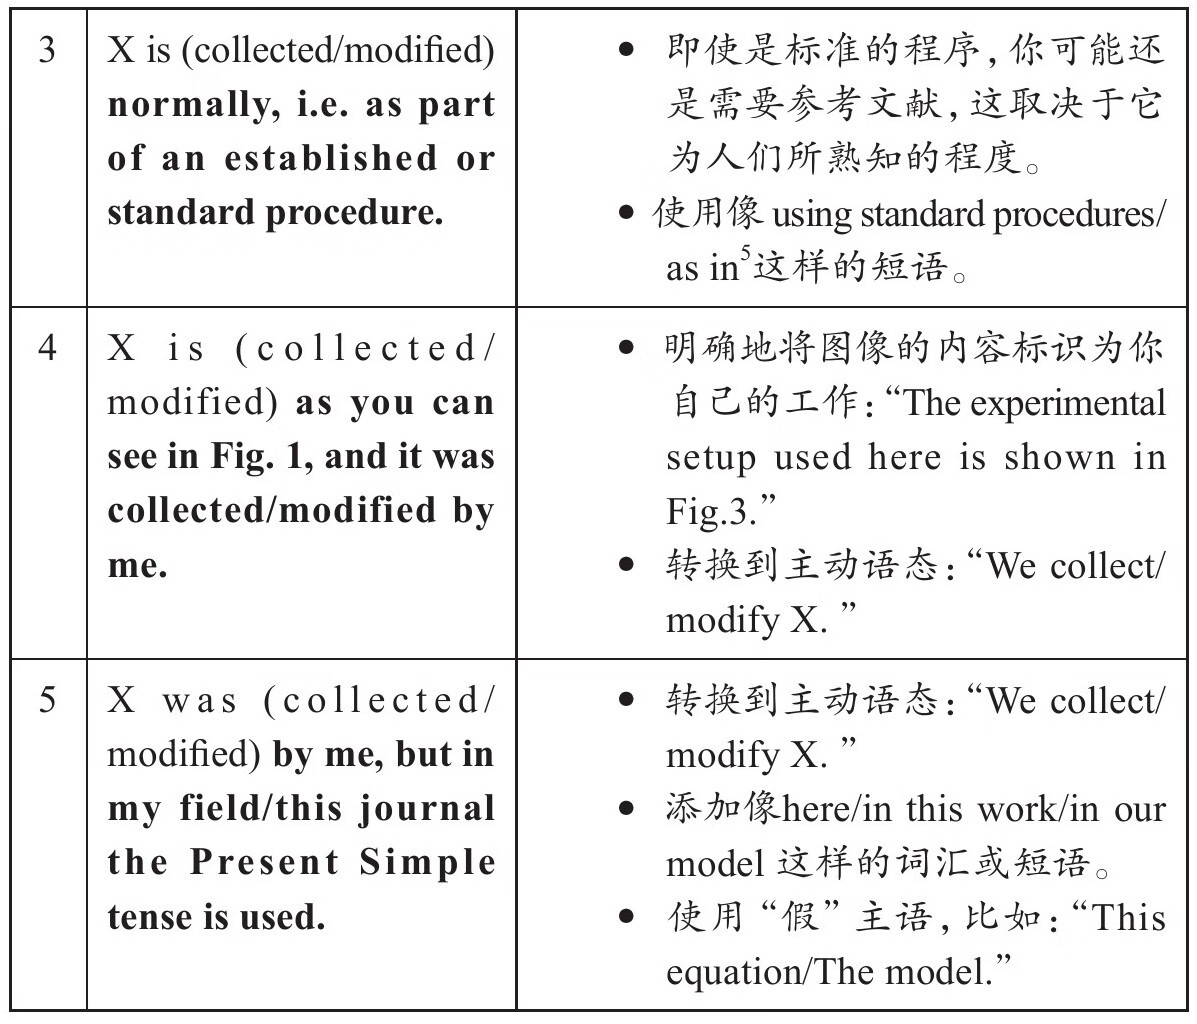 3
X is (collected/modified)
normally, i.e. as part
of an established or
standard procedure.
• 即使是标准的程序，你可能还
是需要参考文献，这取决于它
为人们所熟知的程度。
• 使用像 using standard procedures/
as in⁵这样的短语。
4
X is (collected/
modified) as you can
see in Fig. 1, and it was
collected/modified by
me.
• 明确地将图像的内容标识为你
自己的工作：“The experimental
setup used here is shown in
Fig.3.”
• 转换到主动语态：“We collect/
modify X. ”
5
X was (collected/
modified) by me, but in
my field/this journal
the Present Simple
tense is used.
• 转换到主动语态：“We collect/
modify X. ”
• 添加像here/in this work/in our
model 这样的词汇或短语。
• 使用“假”主语，比如：“This
equation/The model.”